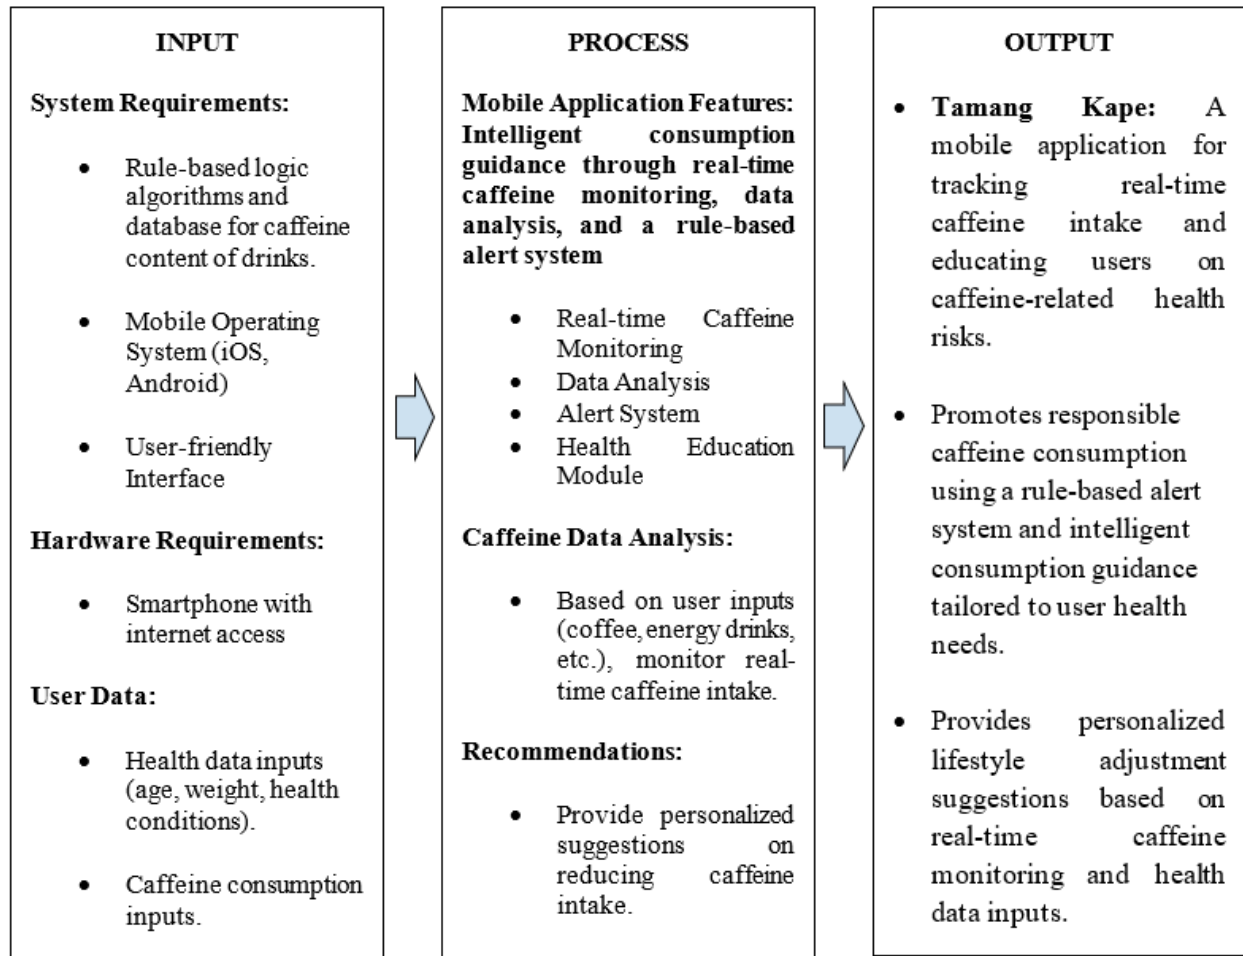 INPUT
System Requirements:
• Rule-based logic
algorithms and
database for caffeine
content of drinks.
• Mobile Operating
System (iOS,
Android)
• User-friendly
Interface
Hardware Requirements:
• Smartphone with
internet access
User Data:
• Health data inputs
(age, weight, health
conditions).
• Caffeine consumption
inputs.
PROCESS
Mobile Application Features:
Intelligent consumption
guidance through real-time
caffeine monitoring, data
analysis, and a rule-based
alert system
• Real-time Caffeine
Monitoring
• Data Analysis
• Alert System
• Health Education
Module
Caffeine Data Analysis:
• Based on user inputs
(coffee, energy drinks,
etc.), monitor real-
time caffeine intake.
Recommendations:
• Provide personalized
suggestions on
reducing caffeine
intake.
OUTPUT
• Tamang Kape: A
mobile application for
tracking real-time
caffeine intake and
educating users on
caffeine-related health
risks.
• Promotes responsible
caffeine consumption
using a rule-based alert
system and intelligent
consumption guidance
tailored to user health
needs.
• Provides personalized
lifestyle adjustment
suggestions based on
real-time caffeine
monitoring and health
data inputs.